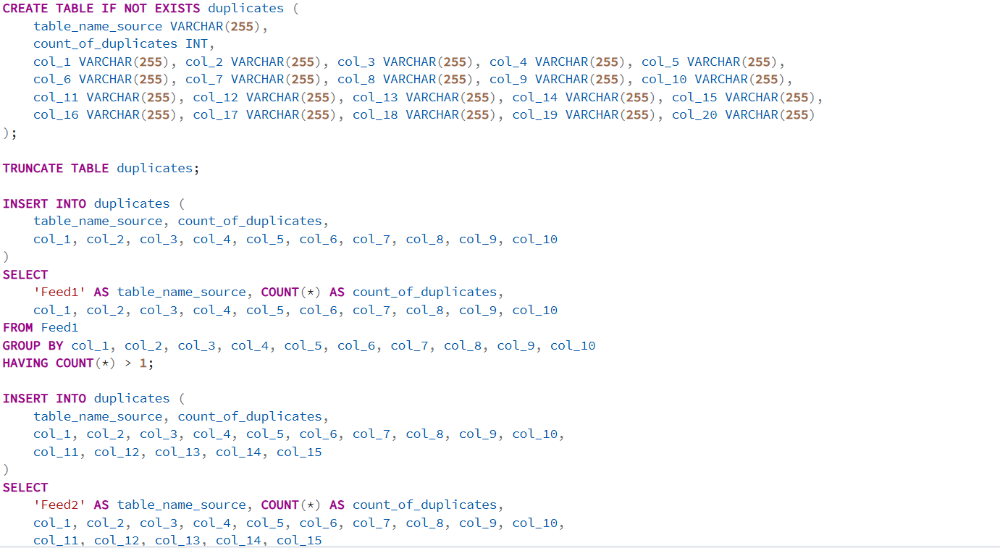 CREATE TABLE IF NOT EXISTS duplicates (
    table_name_source VARCHAR(255),
    count_of_duplicates INT,
    col_1 VARCHAR(255), col_2 VARCHAR(255), col_3 VARCHAR(255), col_4 VARCHAR(255), col_5 VARCHAR(255),
    col_6 VARCHAR(255), col_7 VARCHAR(255), col_8 VARCHAR(255), col_9 VARCHAR(255), col_10 VARCHAR(255),
    col_11 VARCHAR(255), col_12 VARCHAR(255), col_13 VARCHAR(255), col_14 VARCHAR(255), col_15 VARCHAR(255),
    col_16 VARCHAR(255), col_17 VARCHAR(255), col_18 VARCHAR(255), col_19 VARCHAR(255), col_20 VARCHAR(255)
);
TRUNCATE TABLE duplicates;
INSERT INTO duplicates (
    table_name_source, count_of_duplicates,
    col_1, col_2, col_3, col_4, col_5, col_6, col_7, col_8, col_9, col_10
)
SELECT
    'Feed1' AS table_name_source, COUNT(*) AS count_of_duplicates,
    col_1, col_2, col_3, col_4, col_5, col_6, col_7, col_8, col_9, col_10
FROM Feed1
GROUP BY col_1, col_2, col_3, col_4, col_5, col_6, col_7, col_8, col_9, col_10
HAVING COUNT(*) > 1;
INSERT INTO duplicates (
    table_name_source, count_of_duplicates,
    col_1, col_2, col_3, col_4, col_5, col_6, col_7, col_8, col_9, col_10,
    col_11, col_12, col_13, col_14, col_15
)
SELECT
    'Feed2' AS table_name_source, COUNT(*) AS count_of_duplicates,
    col_1, col_2, col_3, col_4, col_5, col_6, col_7, col_8, col_9, col_10,
    col_11, col_12, col_13, col_14, col_15